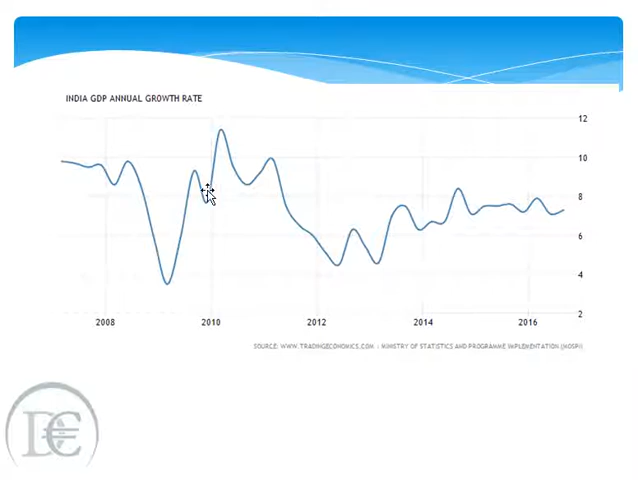 INDIA GDP ANNUAL GROWTH RATE
12
10
8
6
4
2
2008 2010 2012 2014 2016
SOURCE: WWW.TRADINGECONOMICS.COM - MINISTRY OF STATISTICS AND PROGRAMME IMPLEMENTATION (MOSPI)